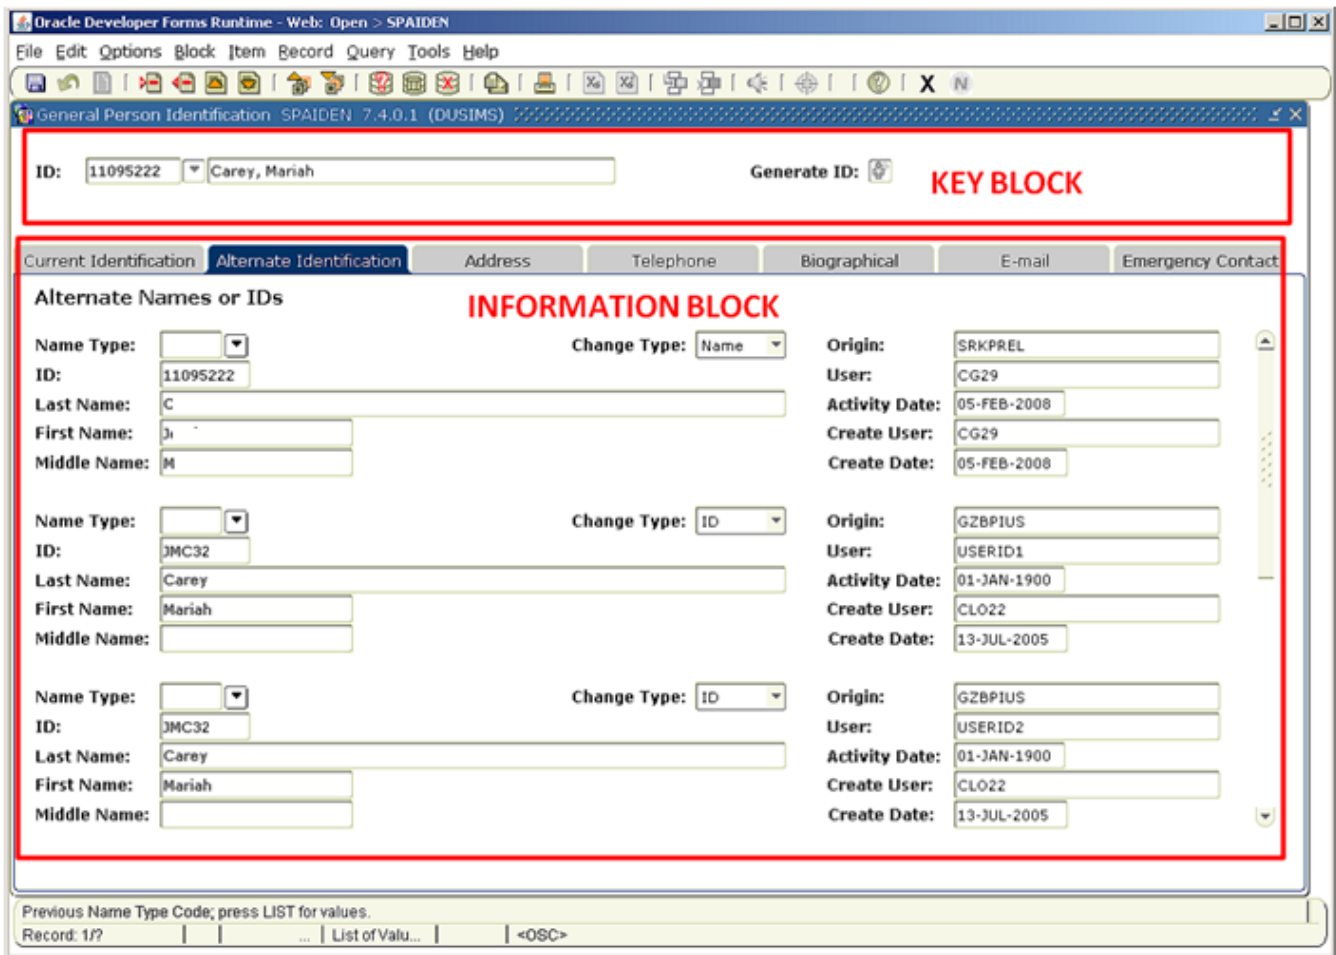 Oracle Developer Forms Runtime - Web: Open > SPAIDEN
File Edit Options Block Item Record Query Tools Help
General Person Identification SPAIDEN 7.4.0.1 (DUSIMS)
ID: 11095222 Carey, Mariah Generate ID: KEY BLOCK
Current Identification Alternate Identification Address Telephone Biographical E-mail Emergency Contact
Alternate Names or IDs INFORMATION BLOCK
Name Type: Change Type: Name Origin: SRKPREL
ID: 11095222 User: CG29
Last Name: C Activity Date: 05-FEB-2008
First Name: Create User: CG29
Middle Name: M Create Date: 05-FEB-2008
Name Type: Change Type: ID Origin: GZBPIUS
ID: JMC32 User: USERID1
Last Name: Carey Activity Date: 01-JAN-1900
First Name: Mariah Create User: CLO22
Middle Name: Create Date: 13-JUL-2005
Name Type: Change Type: ID Origin: GZBPIUS
ID: JMC32 User: USERID2
Last Name: Carey Activity Date: 01-JAN-1900
First Name: Mariah Create User: CLO22
Middle Name: Create Date: 13-JUL-2005
Previous Name Type Code; press LIST for values.
Record: 1/? ... List of Valu... <OSC>